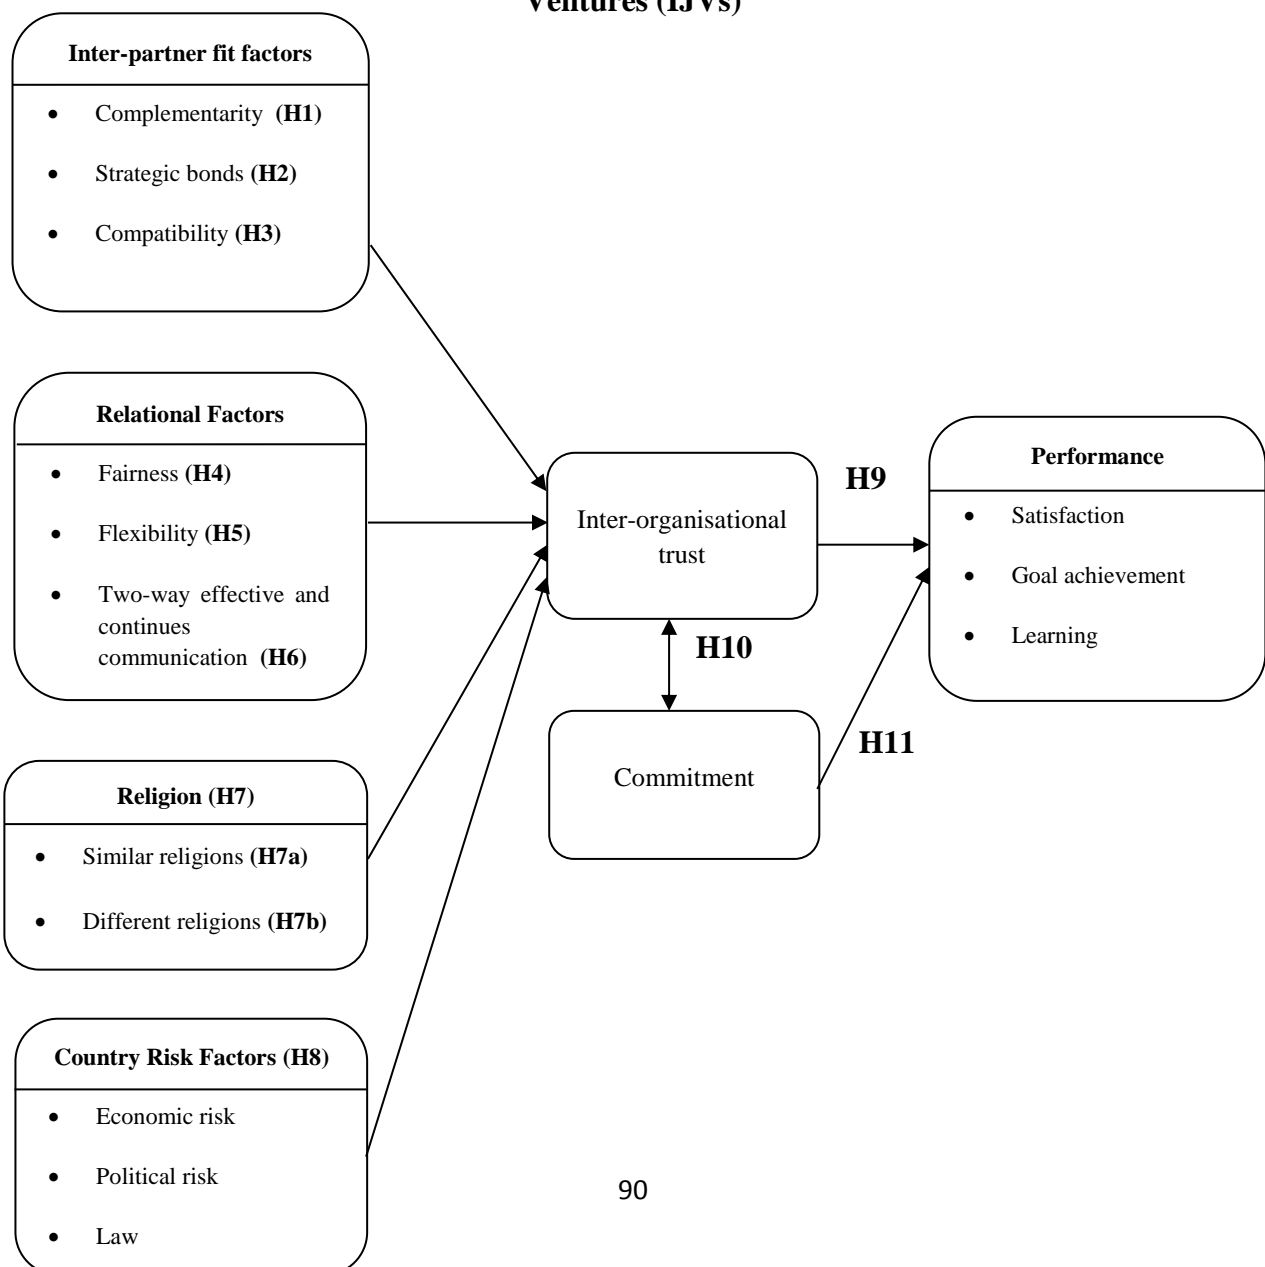 Ventures (IJVs)
Inter-partner fit factors
• Complementarity (H1)
• Strategic bonds (H2)
• Compatibility (H3)
Relational Factors
• Fairness (H4)
• Flexibility (H5)
• Two-way effective and
continues
communication (H6)
Religion (H7)
• Similar religions (H7a)
• Different religions (H7b)
Country Risk Factors (H8)
• Economic risk
• Political risk
• Law
Inter-organisational
trust
H10
Commitment
H9
H11
Performance
• Satisfaction
• Goal achievement
• Learning
90